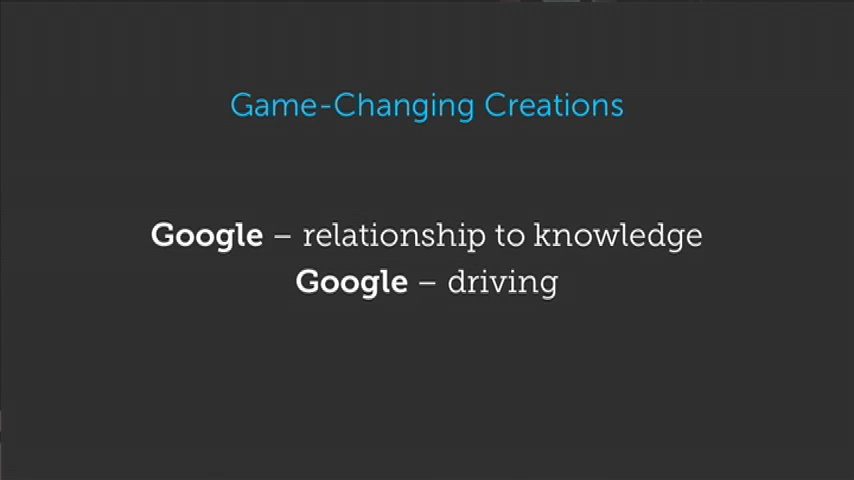 Game-Changing Creations
Google – relationship to knowledge
Google – driving